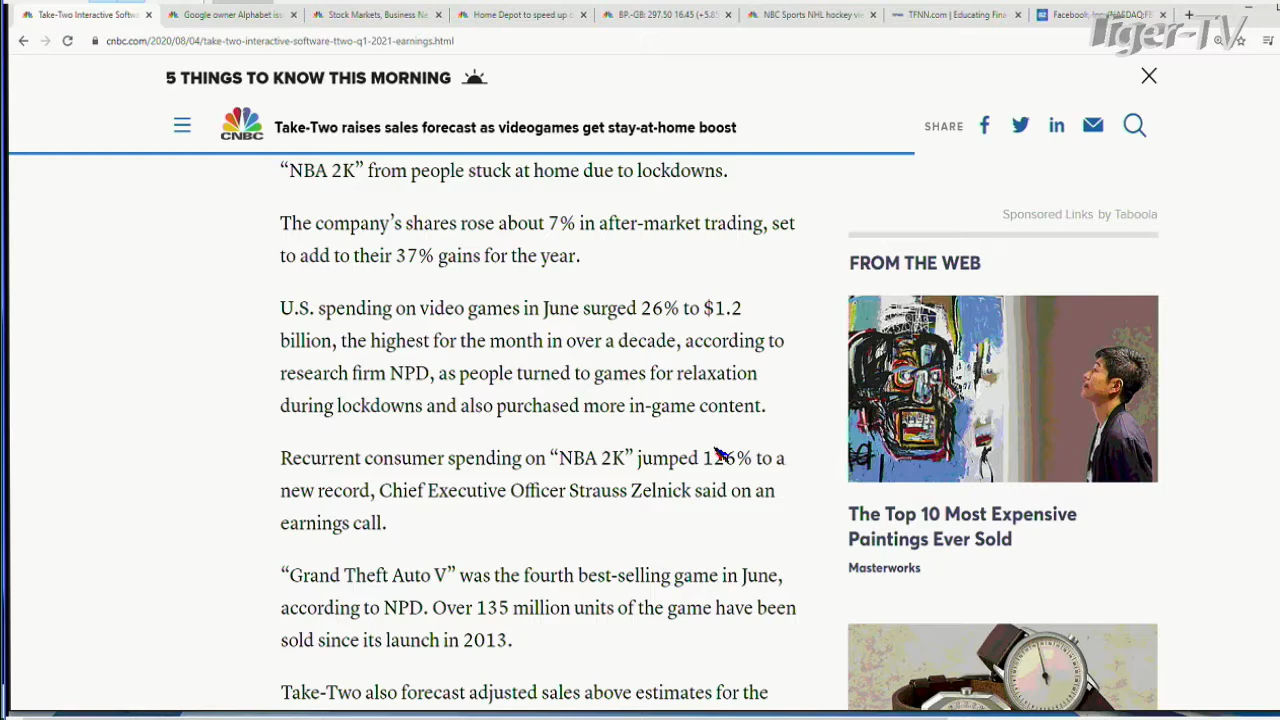 Take-Two Interactive Softw
Google owner Alphabet iss
Stock Markets, Business Ne
Home Depot to speed up c
BP.-GB: 297.50 16.45 (+5.85
NBC Sports NHL hockey vie
TFNN.com | Educating Fina
Facebook, Inc. (NASDAQ:FB
Tiger-TV
cnbc.com/2020/08/04/take-two-interactive-software-ttwo-q1-2021-earnings.html
5 THINGS TO KNOW THIS MORNING
CNBC
Take-Two raises sales forecast as videogames get stay-at-home boost
SHARE
“NBA 2K” from people stuck at home due to lockdowns.
The company’s shares rose about 7% in after-market trading, set
to add to their 37% gains for the year.
U.S. spending on video games in June surged 26% to $1.2
billion, the highest for the month in over a decade, according to
research firm NPD, as people turned to games for relaxation
during lockdowns and also purchased more in-game content.
Recurrent consumer spending on “NBA 2K” jumped 126% to a
new record, Chief Executive Officer Strauss Zelnick said on an
earnings call.
“Grand Theft Auto V” was the fourth best-selling game in June,
according to NPD. Over 135 million units of the game have been
sold since its launch in 2013.
Take-Two also forecast adjusted sales above estimates for the
Sponsored Links by Taboola
FROM THE WEB
The Top 10 Most Expensive
Paintings Ever Sold
Masterworks